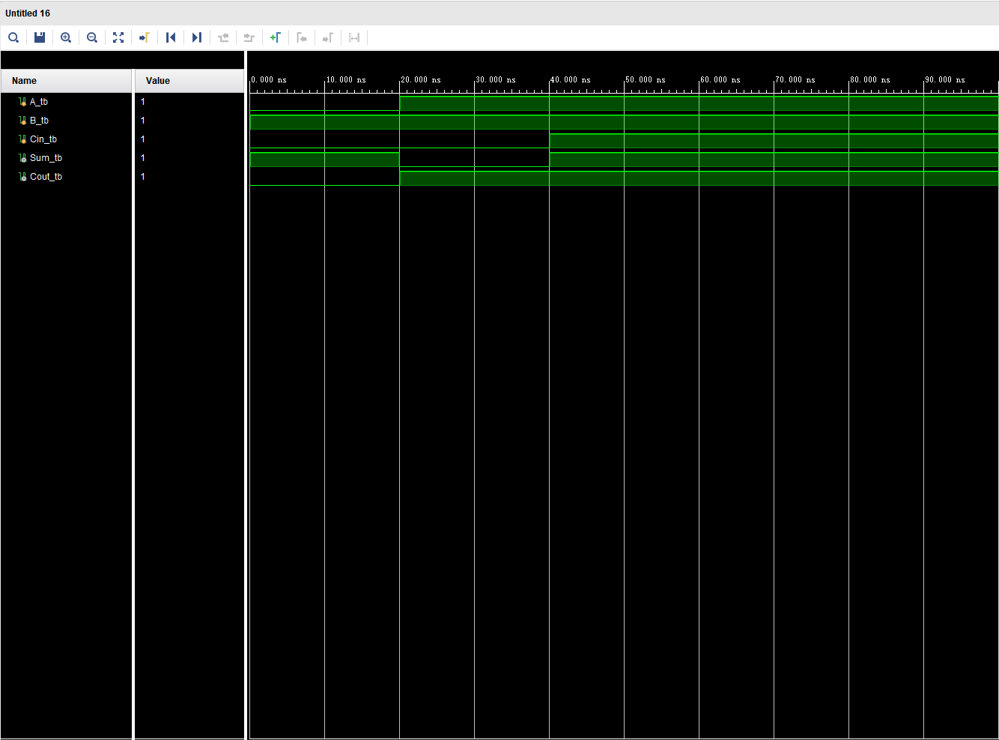 Untitled 16
Name Value
0.000 ns 10.000 ns 20.000 ns 30.000 ns 40.000 ns 50.000 ns 60.000 ns 70.000 ns 80.000 ns 90.000 ns
A_tb 1
B_tb 1
Cin_tb 1
Sum_tb 1
Cout_tb 1